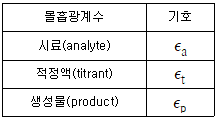 몰흡광계수 기호
시료(analyte) ϵa
적정액(titrant) ϵt
생성물(product) ϵp